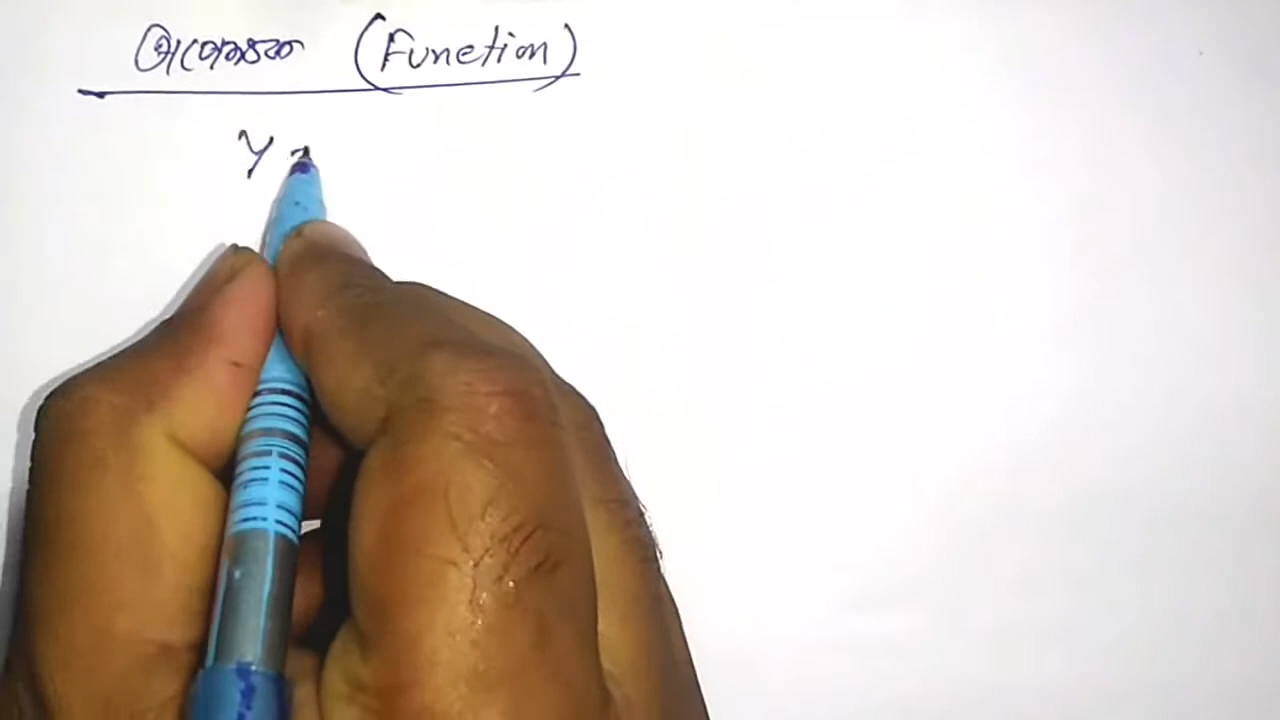 অপেক্ষক (Function)
y =